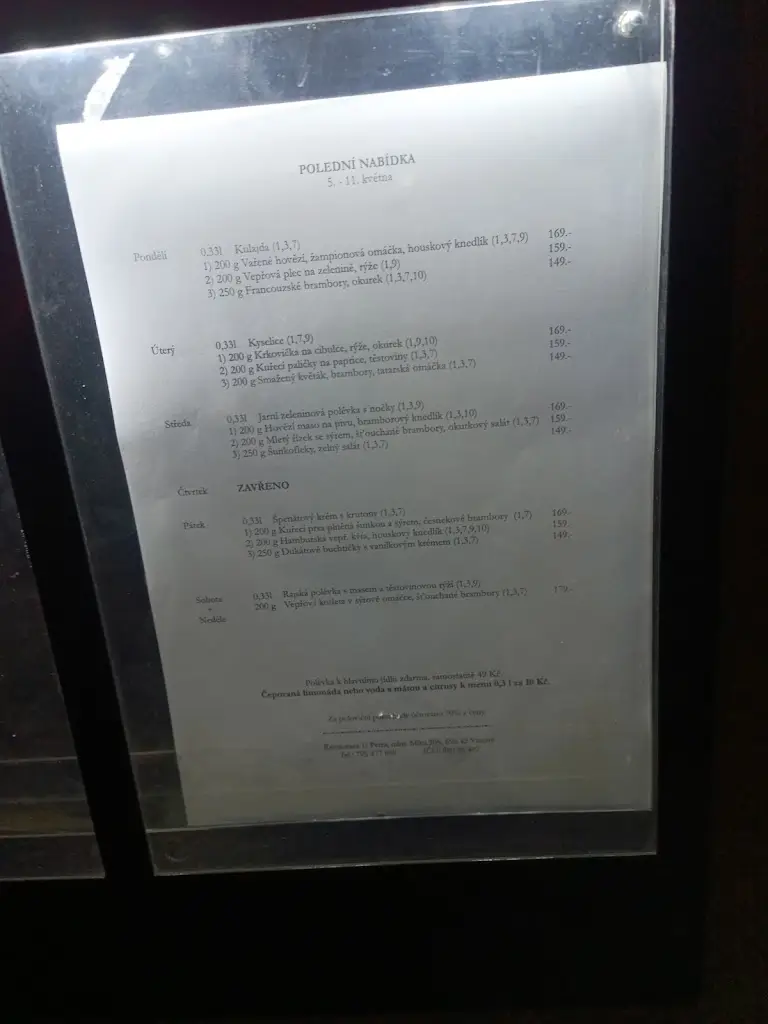 POLEDNÍ NABÍDKA
5. - 11. května
Pondělí 0,33l Kulajda (1,3,7)
1) 200 g Vařené hovězí, žampionová omáčka, houskový knedlík (1,3,7,9) 169.-
2) 200 g Vepřová plec na zelenině, rýže (1,9) 159.-
3) 250 g Francouzské brambory, okurek (1,3,7,10) 149.-
Úterý 0,33l Kyselice (1,7,9)
1) 200 g Krkovička na cibulce, rýže, okurek (1,9,10) 169.-
2) 200 g Kuřecí paličky na paprice, těstoviny (1,3,7) 159.-
3) 200 g Smažený květák, brambory, tatarská omáčka (1,3,7) 149.-
Středa 0,33l Jarní zeleninová polévka s nočky (1,3,9)
1) 200 g Hovězí maso na pivu, bramborový knedlík (1,3,10) 169.-
2) 200 g Mletý řízek se sýrem, šťouchané brambory, okurkový salát (1,3,7) 159.-
3) 250 g Šunkofleky, zelný salát (1,3,7) 149.-
Čtvrtek ZAVŘENO
Pátek 0,33l Špenátový krém s krutony (1,3,7)
1) 200 g Kuřecí prsa plněná šunkou a sýrem, česnekové brambory (1,7) 169.-
2) 200 g Hamburská vepř. kýta, houskový knedlík (1,3,7,9,10) 159.
3) 250 g Dukátové buchtičky s vanilkovým krémem (1,3,7) 149.-
Sobota 0,33l Rajská polévka s masem a těstovinovou rýží (1,3,9)
+ 200 g Vepřové kostky v sýrové omáčce, šťouchané brambory (1,3,7) 179.-
Neděle
Polévka k hlavnímu jídlu zdarma, samostatně 40 Kč.
Čepovaná limonáda nebo voda s mátou a citrusy k menu 0,3 l za 10 Kč.
Za poloviční porci
Restaurace U